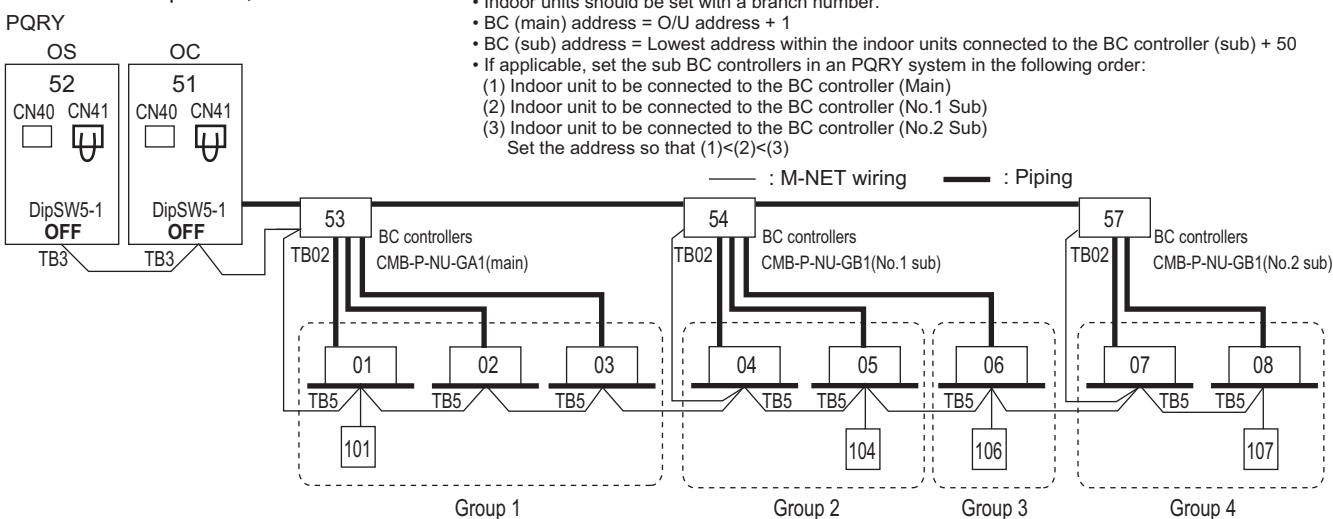 • Indoor units should be set with a branch number.
• BC (main) address = O/U address + 1
• BC (sub) address = Lowest address within the indoor units connected to the BC controller (sub) + 50
• If applicable, set the sub BC controllers in an PQRY system in the following order:
(1) Indoor unit to be connected to the BC controller (Main)
(2) Indoor unit to be connected to the BC controller (No.1 Sub)
(3) Indoor unit to be connected to the BC controller (No.2 Sub)
Set the address so that (1)<(2)<(3)
PQRY
OS OC
52 51
CN40 CN41 CN40 CN41
DipSW5-1 DipSW5-1
OFF OFF
TB3 TB3
: M-NET wiring : Piping
53 54 57
TB02 TB02 TB02
BC controllers
CMB-P-NU-GA1(main)
BC controllers
CMB-P-NU-GB1(No.1 sub)
BC controllers
CMB-P-NU-GB1(No.2 sub)
01 02 03 04 05 06 07 08
TB5 TB5 TB5 TB5 TB5 TB5 TB5 TB5
101 104 106 107
Group 1 Group 2 Group 3 Group 4